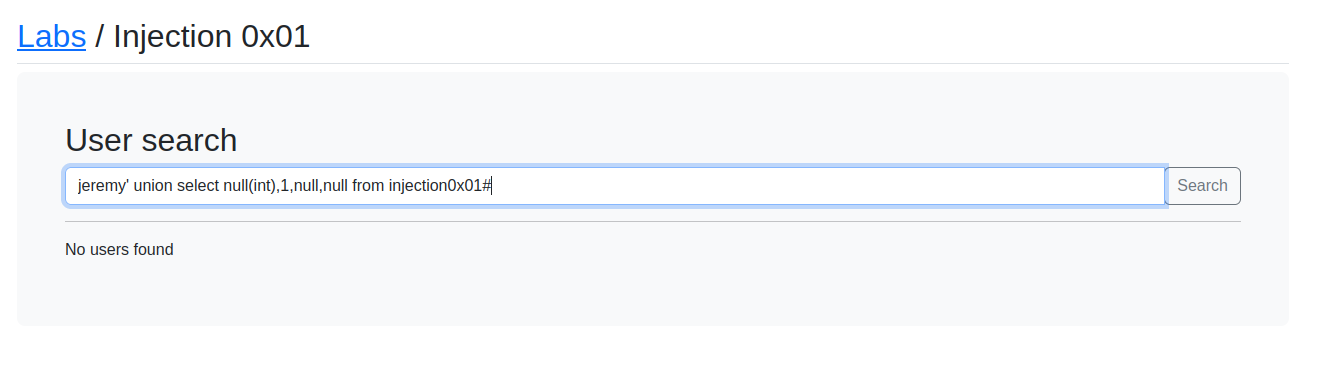 Labs / Injection 0x01
User search
jeremy' union select null(int),1,null,null from injection0x01#
Search
No users found